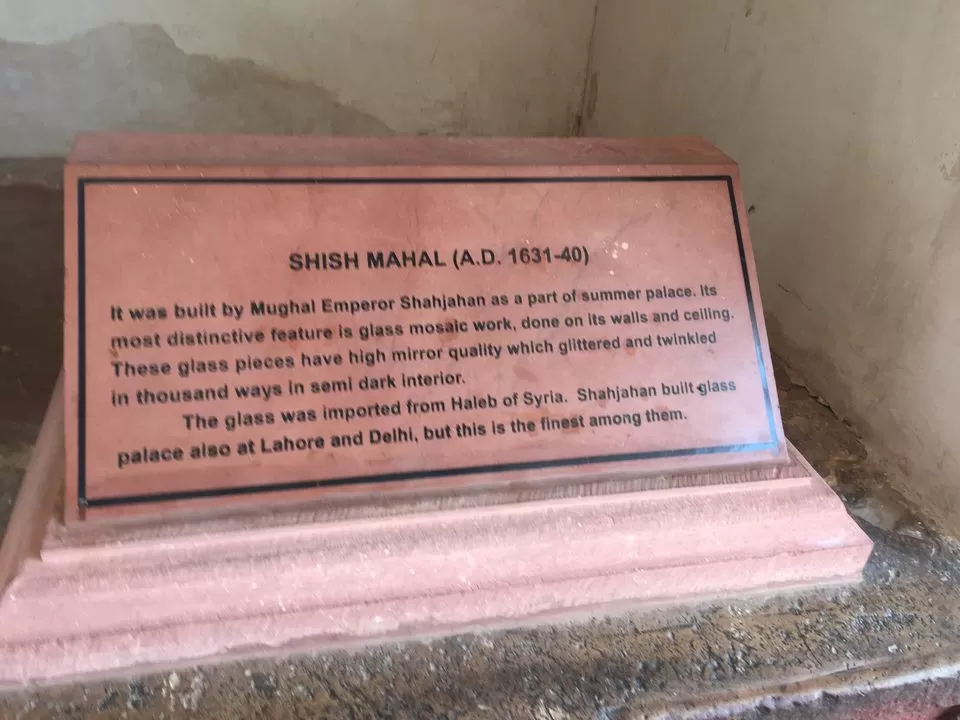 SHISH MAHAL (A.D. 1631-40)
It was built by Mughal Emperor Shahjahan as a part of summer palace. Its
most distinctive feature is glass mosaic work, done on its walls and ceiling.
These glass pieces have high mirror quality which glittered and twinkled
in thousand ways in semi dark interior.
The glass was imported from Haleb of Syria. Shahjahan built glass
palace also at Lahore and Delhi, but this is the finest among them.